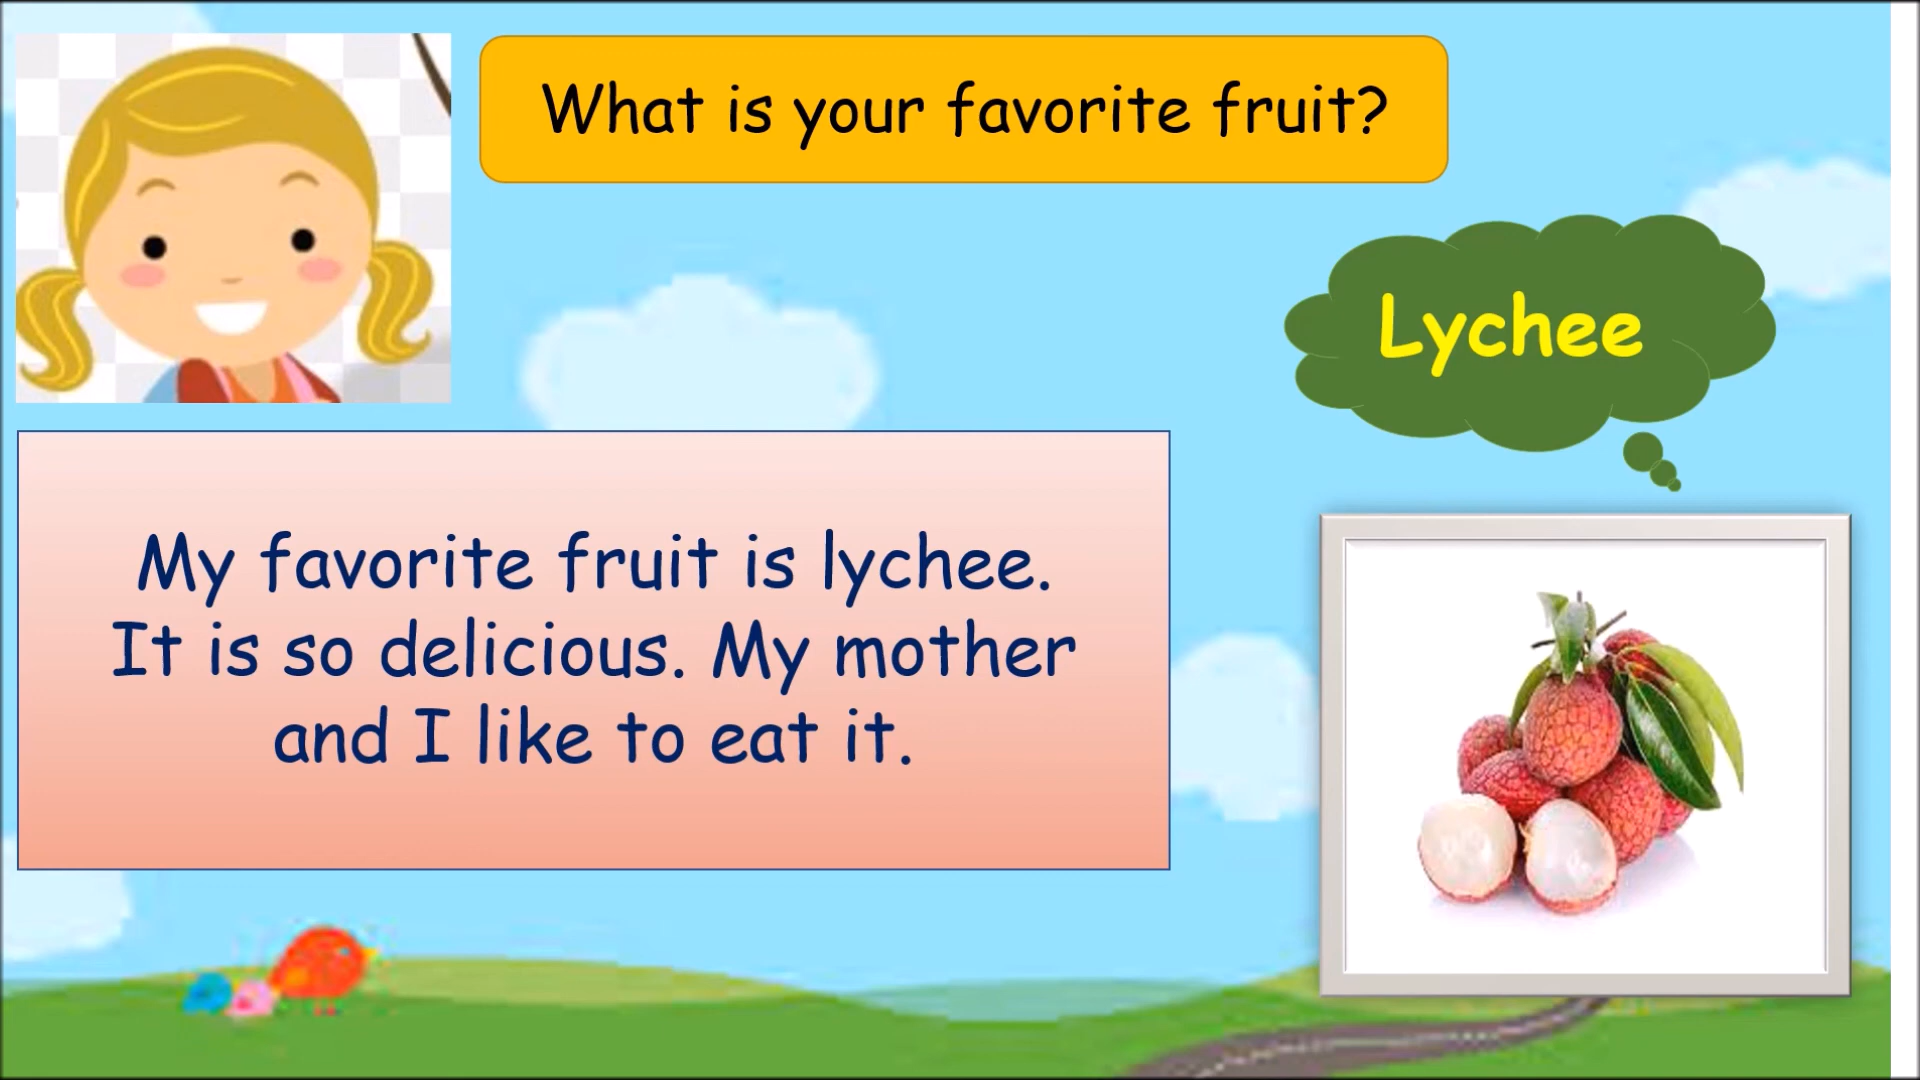 What is your favorite fruit?
Lychee
My favorite fruit is lychee.
It is so delicious. My mother
and I like to eat it.